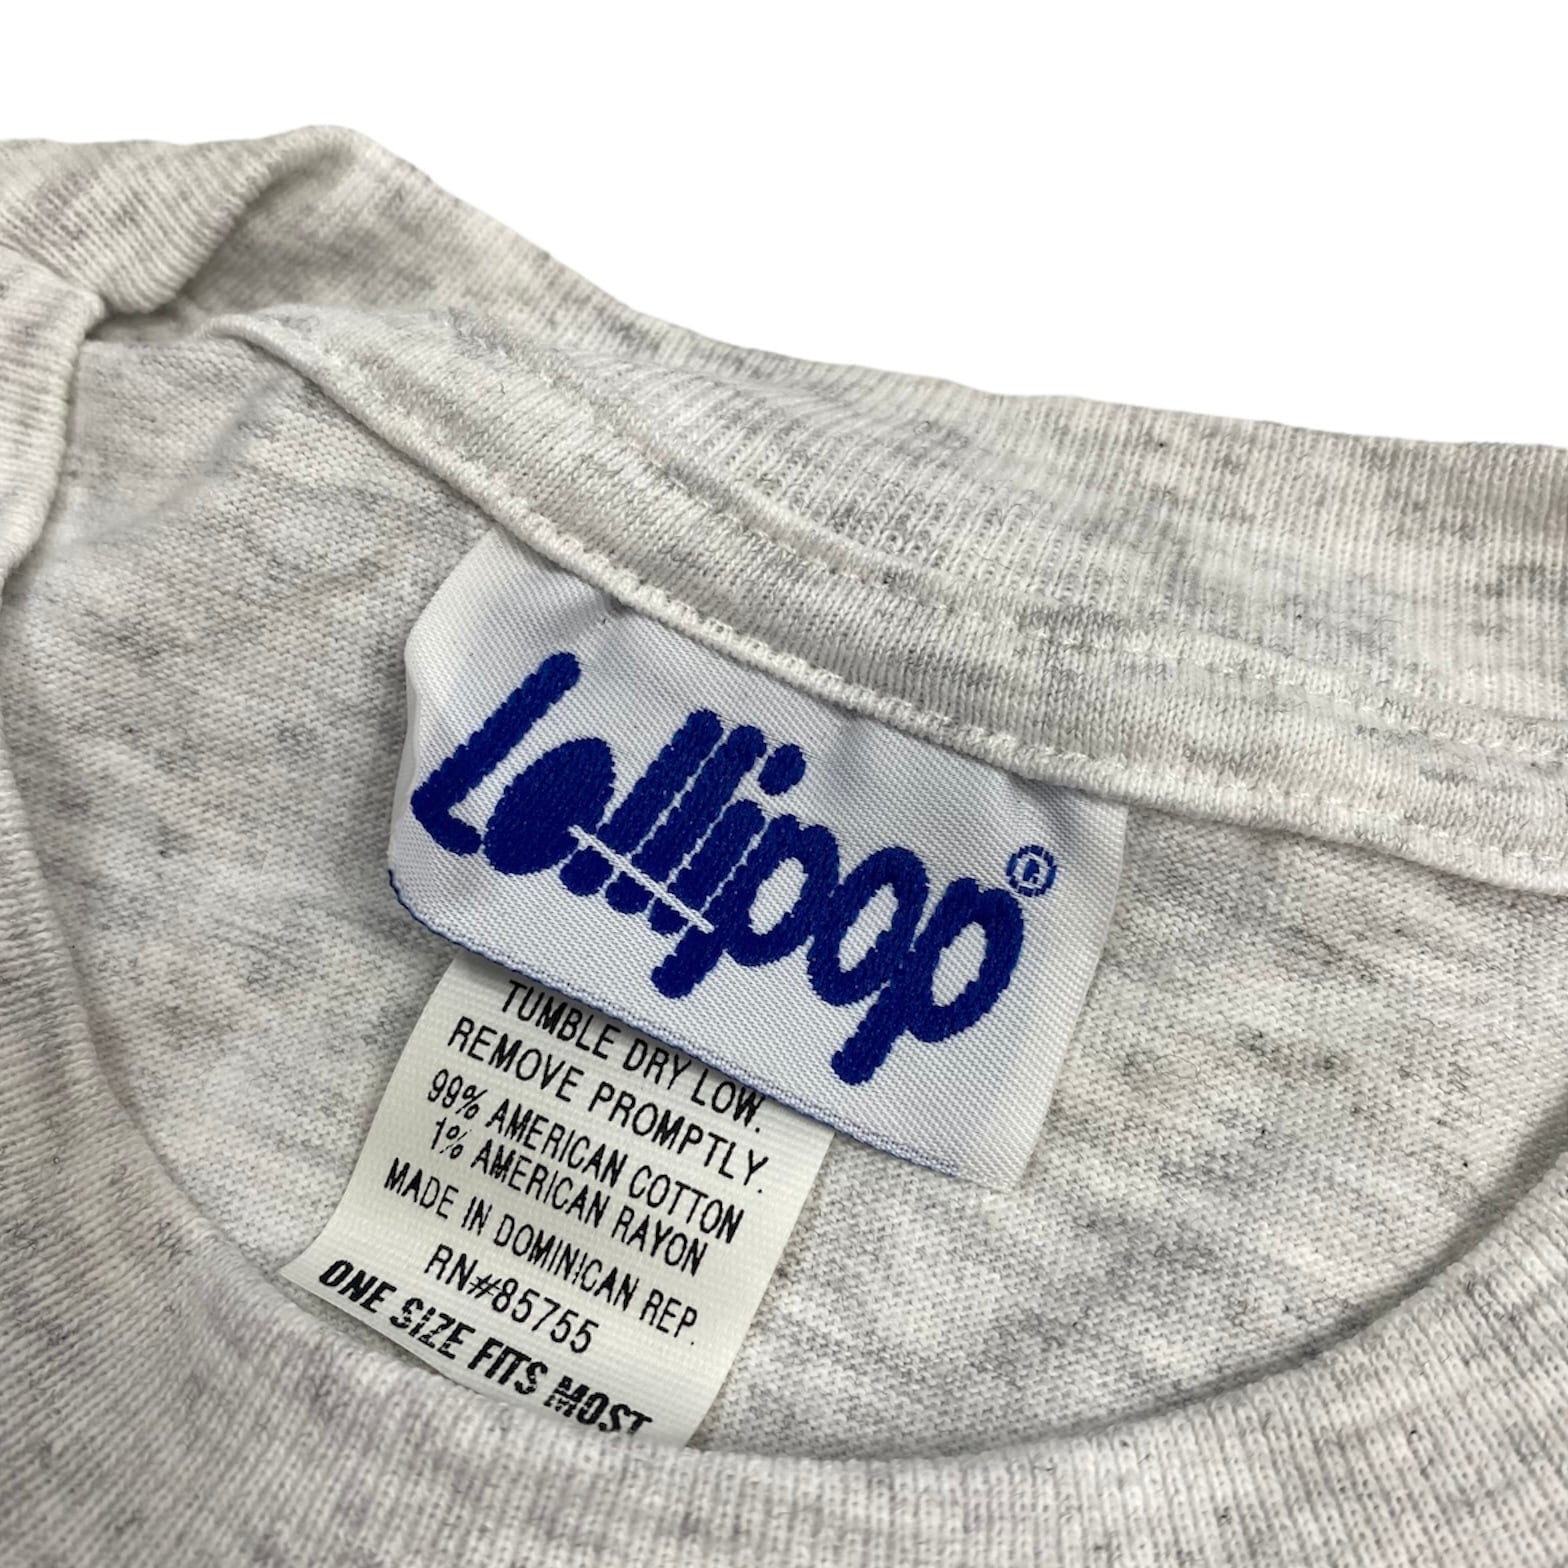 Lollipop®
TUMBLE DRY LOW.
REMOVE PROMPTLY.
99% AMERICAN COTTON
1% AMERICAN RAYON
MADE IN DOMINICAN REP.
RN#85755
ONE SIZE FITS MOST